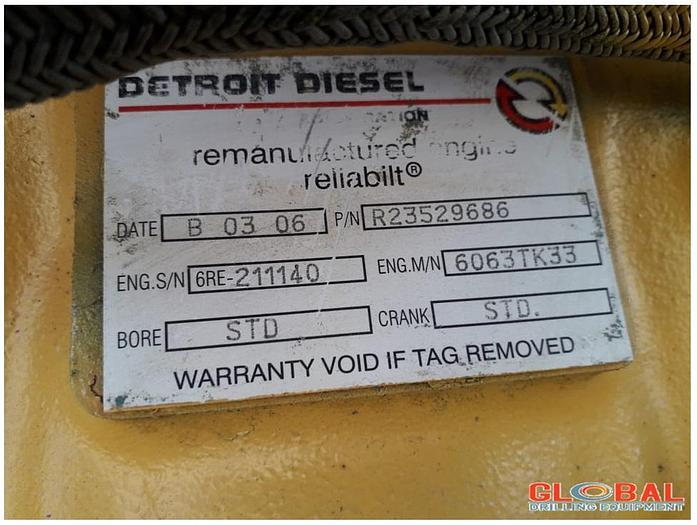 DETROIT DIESEL
remanufactured engine
reliabilt®
DATE B 03 06 P/N R23529686
ENG.S/N 6RE-211140 ENG.M/N 6063TK33
BORE STD CRANK STD.
WARRANTY VOID IF TAG REMOVED
GLOBAL
DRILLING EQUIPMENT